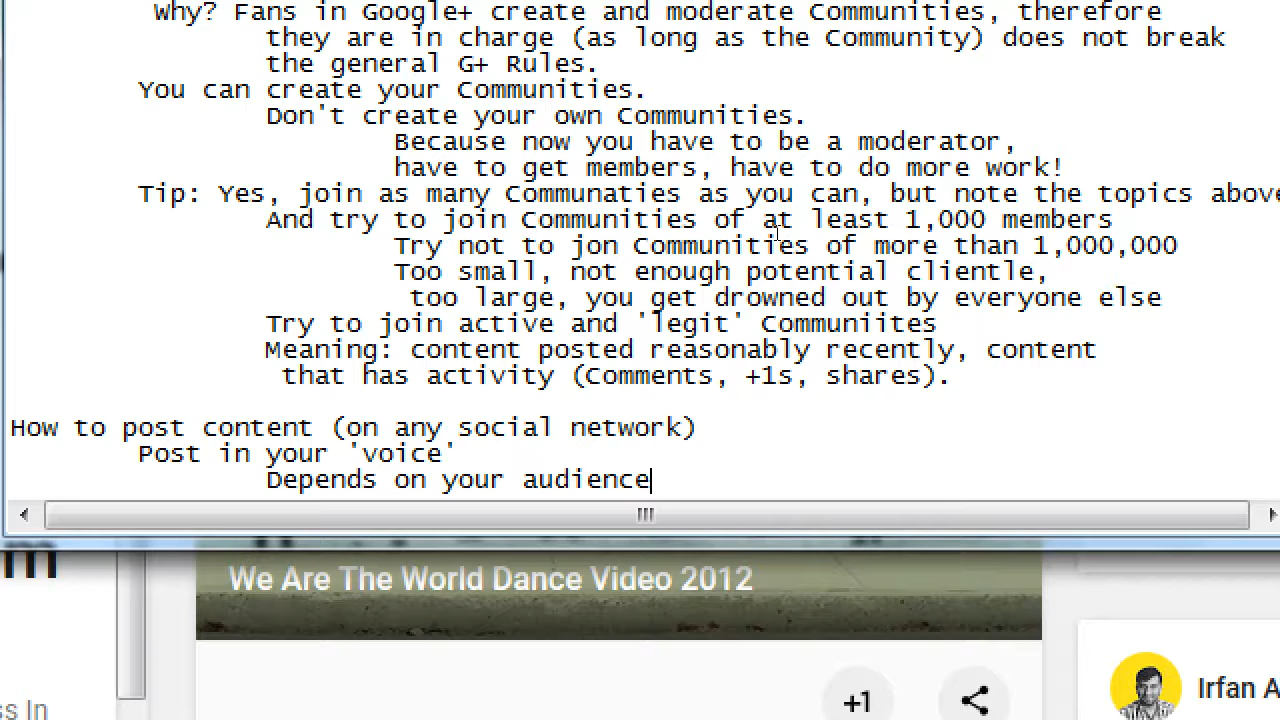 Why? Fans in Google+ create and moderate Communities, therefore
they are in charge (as long as the Community) does not break
the general G+ Rules.
You can create your Communities.
Don't create your own Communities.
Because now you have to be a moderator,
have to get members, have to do more work!
Tip: Yes, join as many Communaties as you can, but note the topics above
And try to join Communities of at least 1,000 members
Try not to jon Communities of more than 1,000,000
Too small, not enough potential clientle,
too large, you get drowned out by everyone else
Try to join active and 'legit' Communiites
Meaning: content posted reasonably recently, content
that has activity (Comments, +1s, shares).
How to post content (on any social network)
Post in your 'voice'
Depends on your audience
m
We Are The World Dance Video 2012
+1
Irfan A
ss In